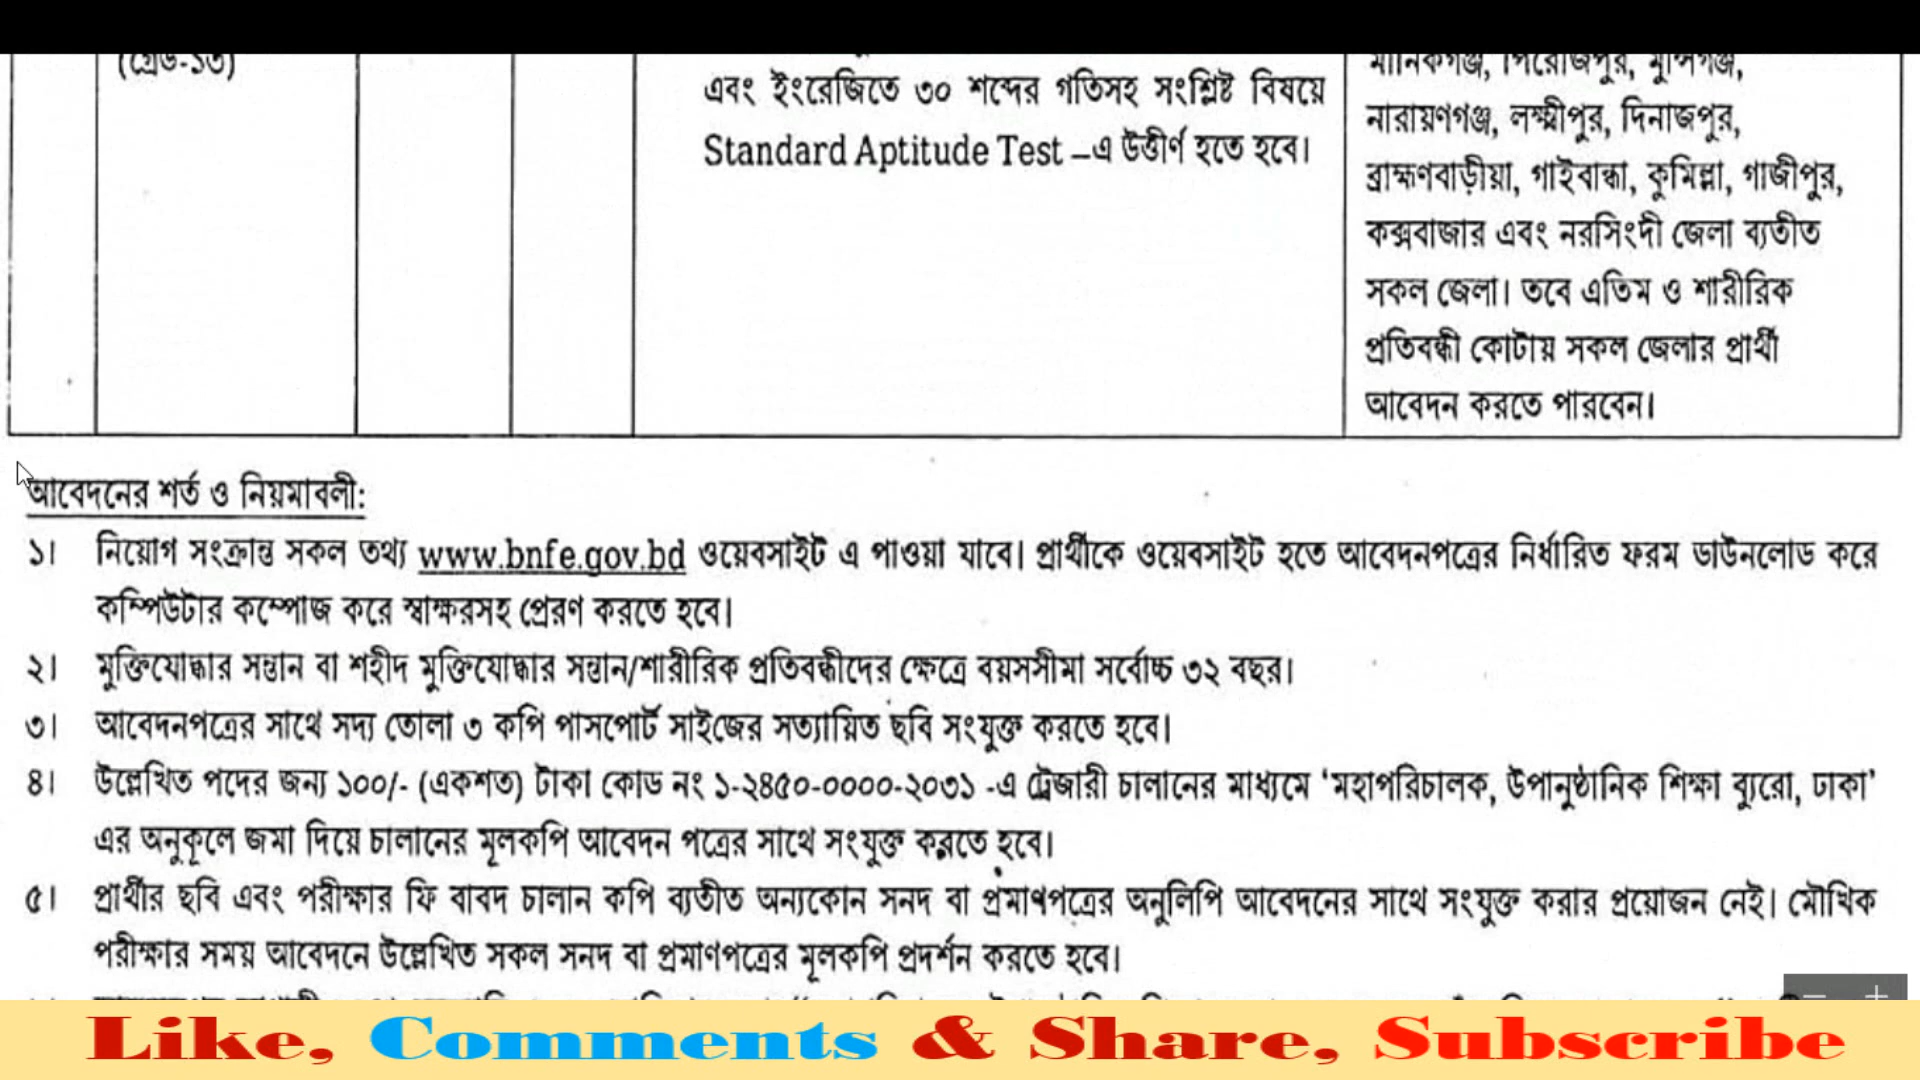 (গ্রেড-১৩)
মানিকগঞ্জ, পিরোজপুর, মুন্সিগঞ্জ,
এবং ইংরেজিতে ৩০ শব্দের গতিসহ সংশ্লিষ্ট বিষয়ে
নারায়ণগঞ্জ, লক্ষ্মীপুর, দিনাজপুর,
Standard Aptitude Test –এ উত্তীর্ণ হতে হবে।
ব্রাহ্মণবাড়ীয়া, গাইবান্ধা, কুমিল্লা, গাজীপুর,
কক্সবাজার এবং নরসিংদী জেলা ব্যতীত
সকল জেলা। তবে এতিম ও শারীরিক
প্রতিবন্ধী কোটায় সকল জেলার প্রার্থী
আবেদন করতে পারবেন।
আবেদনের শর্ত ও নিয়মাবলী:
১। নিয়োগ সংক্রান্ত সকল তথ্য www.bnfe.gov.bd ওয়েবসাইট এ পাওয়া যাবে। প্রার্থীকে ওয়েবসাইট হতে আবেদনপত্রের নির্ধারিত ফরম ডাউনলোড করে
কম্পিউটার কম্পোজ করে স্বাক্ষরসহ প্রেরণ করতে হবে।
২। মুক্তিযোদ্ধার সন্তান বা শহীদ মুক্তিযোদ্ধার সন্তান/শারীরিক প্রতিবন্ধীদের ক্ষেত্রে বয়সসীমা সর্বোচ্চ ৩২ বছর।
৩। আবেদনপত্রের সাথে সদ্য তোলা ৩ কপি পাসপোর্ট সাইজের সত্যায়িত ছবি সংযুক্ত করতে হবে।
৪। উল্লেখিত পদের জন্য ১০০/- (একশত) টাকা কোড নং ১-২৪৫০-০০০০-২০৩১ -এ ট্রেজারী চালানের মাধ্যমে ‘মহাপরিচালক, উপানুষ্ঠানিক শিক্ষা ব্যুরো, ঢাকা’
এর অনুকূলে জমা দিয়ে চালানের মূলকপি আবেদন পত্রের সাথে সংযুক্ত করতে হবে।
৫। প্রার্থীর ছবি এবং পরীক্ষার ফি বাবদ চালান কপি ব্যতীত অন্যকোন সনদ বা প্রমাণপত্রের অনুলিপি আবেদনের সাথে সংযুক্ত করার প্রয়োজন নেই। মৌখিক
পরীক্ষার সময় আবেদনে উল্লেখিত সকল সনদ বা প্রমাণপত্রের মূলকপি প্রদর্শন করতে হবে।
Like, Comments & Share, Subscribe